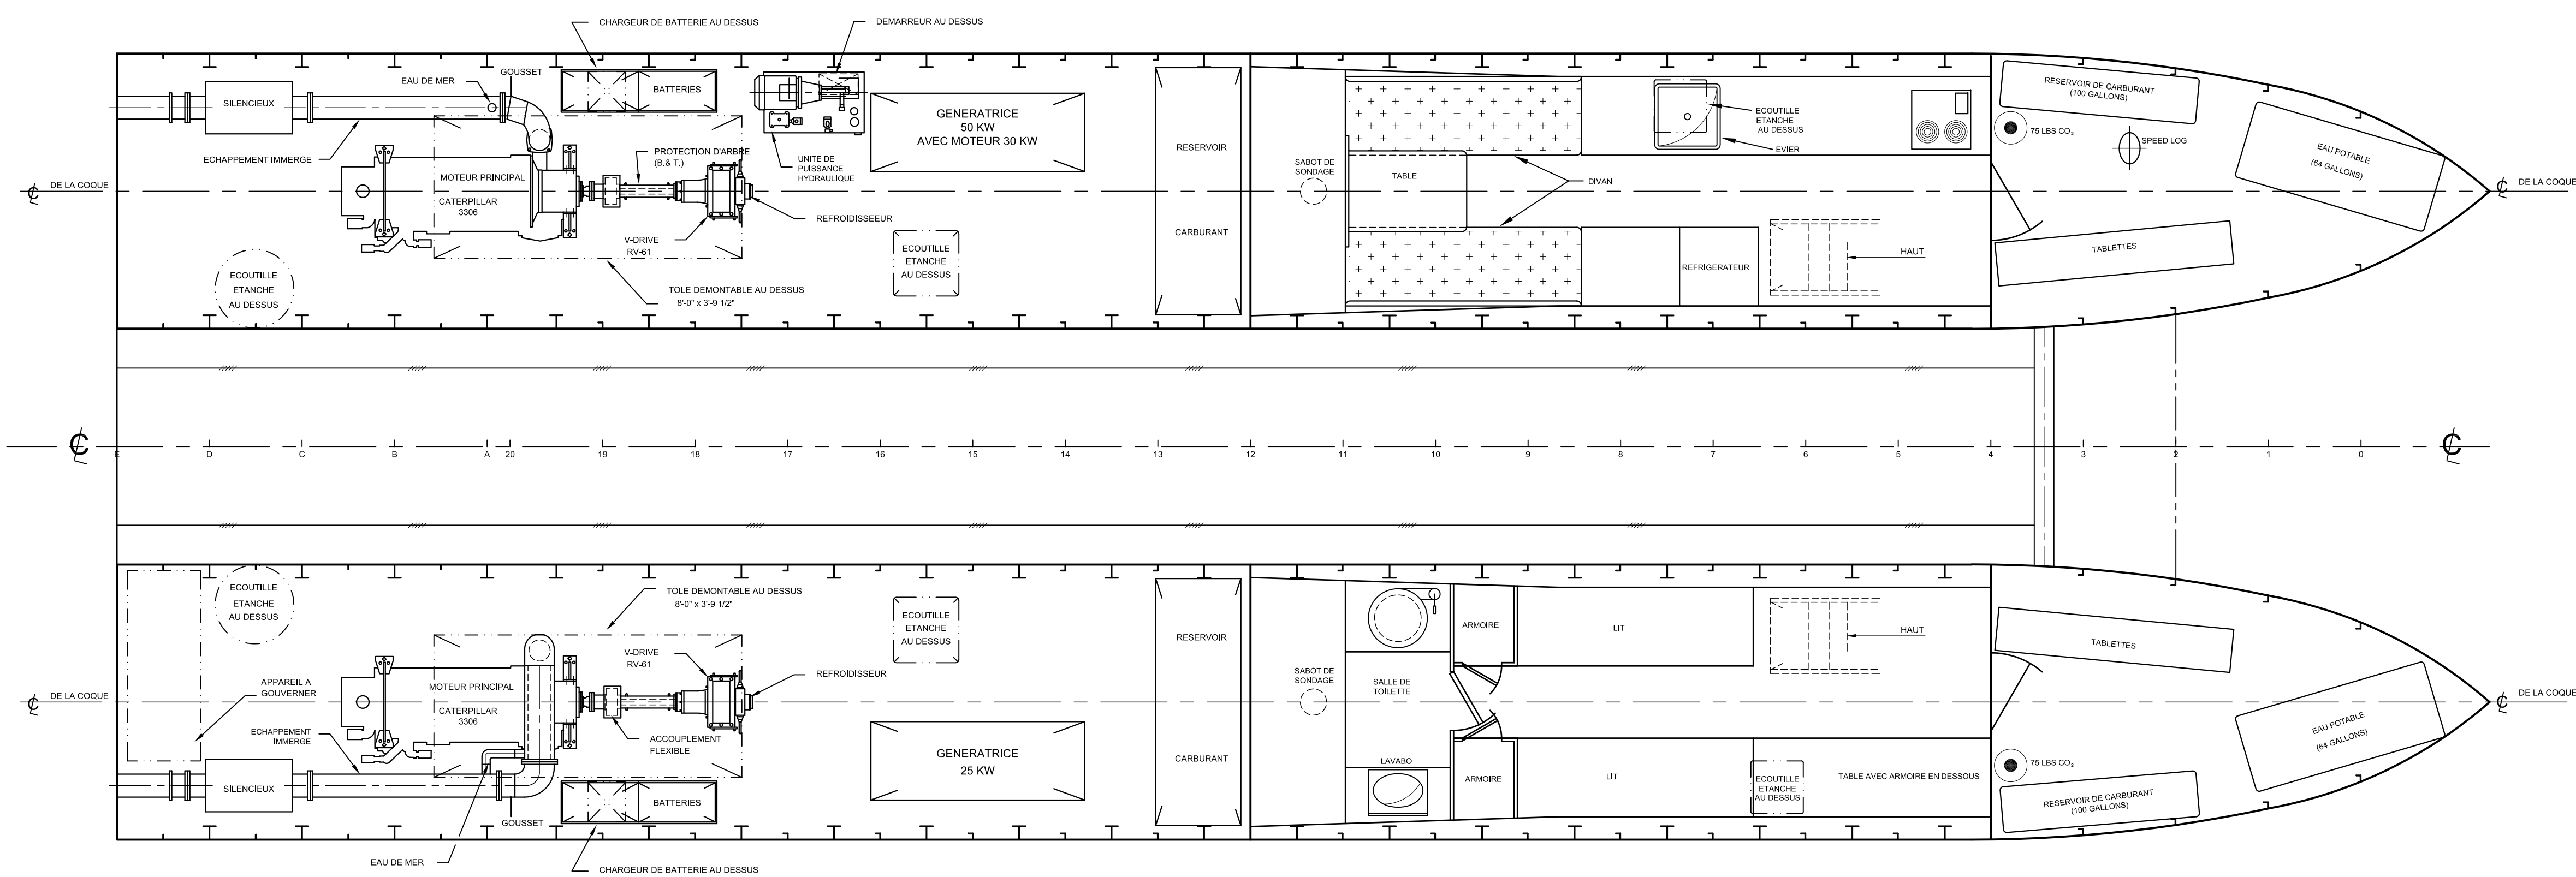 CHARGEUR DE BATTERIE AU DESSUS
DEMARREUR AU DESSUS
EAU DE MER
GOUSSET
SILENCIEUX
BATTERIES
GENERATRICE
50 KW
AVEC MOTEUR 30 KW
ECHAPPEMENT IMMERGE
PROTECTION D'ARBRE
(B.& T.)
UNITE DE
PUISSANCE
HYDRAULIQUE
RESERVOIR
CARBURANT
MOTEUR PRINCIPAL
CATERPILLAR
3306
REFROIDISSEEUR
V-DRIVE
RV-61
ECOUTILLE
ETANCHE
AU DESSUS
ECOUTILLE
ETANCHE
AU DESSUS
TOLE DEMONTABLE AU DESSUS
8'-0" x 3'-9 1/2"
DE LA COQUE
SABOT DE
SONDAGE
TABLE
DIVAN
ECOUTILLE
ETANCHE
AU DESSUS
EVIER
REFRIGERATEUR
HAUT
RESERVOIR DE CARBURANT
(100 GALLONS)
75 LBS CO₂
SPEED LOG
EAU POTABLE
(64 GALLONS)
TABLETTES
DE LA COQUE
E D C B A 20 19 18 17 16 15 14 13 12 11 10 9 8 7 6 5 4 3 2 1 0
ECOUTILLE
ETANCHE
AU DESSUS
TOLE DEMONTABLE AU DESSUS
8'-0" x 3'-9 1/2"
ECOUTILLE
ETANCHE
AU DESSUS
V-DRIVE
RV-61
REFROIDISSEUR
APPAREIL A
GOUVERNER
MOTEUR PRINCIPAL
CATERPILLAR
3306
DE LA COQUE
ECHAPPEMENT
IMMERGE
ACCOUPLEMENT
FLEXIBLE
GENERATRICE
25 KW
RESERVOIR
CARBURANT
SILENCIEUX
BATTERIES
GOUSSET
EAU DE MER
CHARGEUR DE BATTERIE AU DESSUS
SABOT DE
SONDAGE
SALLE DE
TOILETTE
LAVABO
ARMOIRE
ARMOIRE
LIT
LIT
HAUT
ECOUTILLE
ETANCHE
AU DESSUS
TABLE AVEC ARMOIRE EN DESSOUS
TABLETTES
75 LBS CO₂
EAU POTABLE
(64 GALLONS)
RESERVOIR DE CARBURANT
(100 GALLONS)
DE LA COQUE